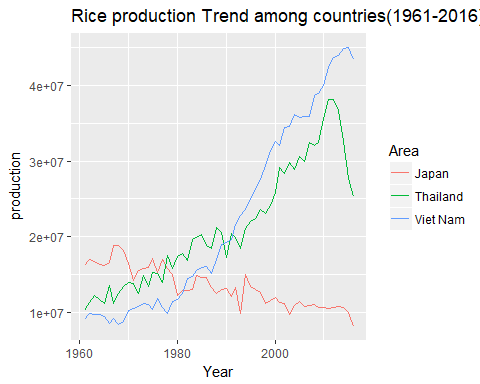 Rice production Trend among countries(1961-2016)
4e+07
3e+07
2e+07
1e+07
production
1960
1980
2000
Year
Area
Japan
Thailand
Viet Nam